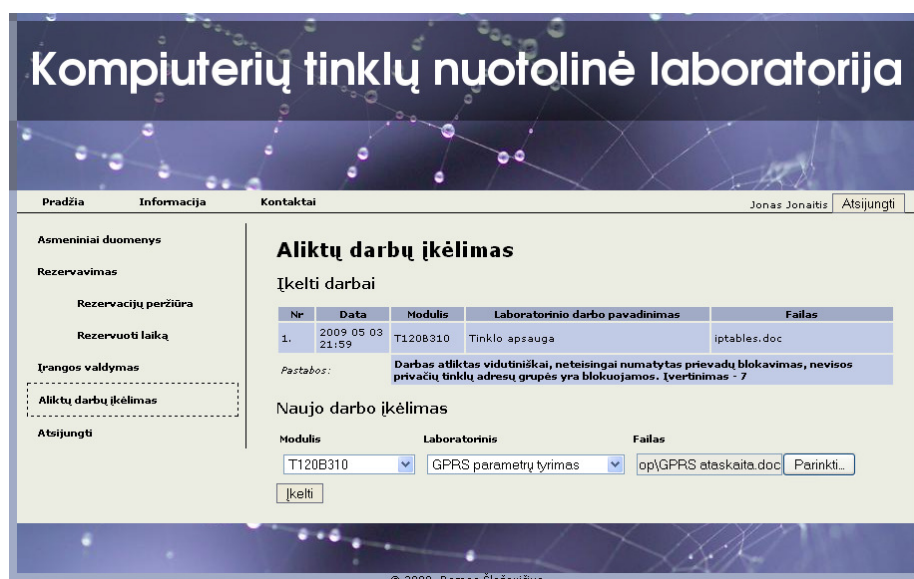 Kompiuterių tinklų nuotolinė laboratorija
Pradžia Informacija Kontaktai Jonas Jonaitis Atsijungti
Asmeniniai duomenys
Rezervavimas
Rezervacijų peržiūra
Rezervuoti laiką
Įrangos valdymas
Aliktų darbų įkėlimas
Atsijungti
Aliktų darbų įkėlimas
Įkelti darbai
Nr Data Modulis Laboratorinio darbo pavadinimas Failas
1. 2009 05 03 21:59 T120B310 Tinklo apsauga iptables.doc
Pastabos: Darbas atliktas vidutiniškai, neteisingai numatytas prievadų blokavimas, nevisos
privačių tinklų adresų grupės yra blokuojamos. Įvertinimas - 7
Naujo darbo įkėlimas
Modulis Laboratorinis Failas
T120B310 GPRS parametrų tyrimas op\GPRS ataskaita.doc Parinkti...
Įkelti